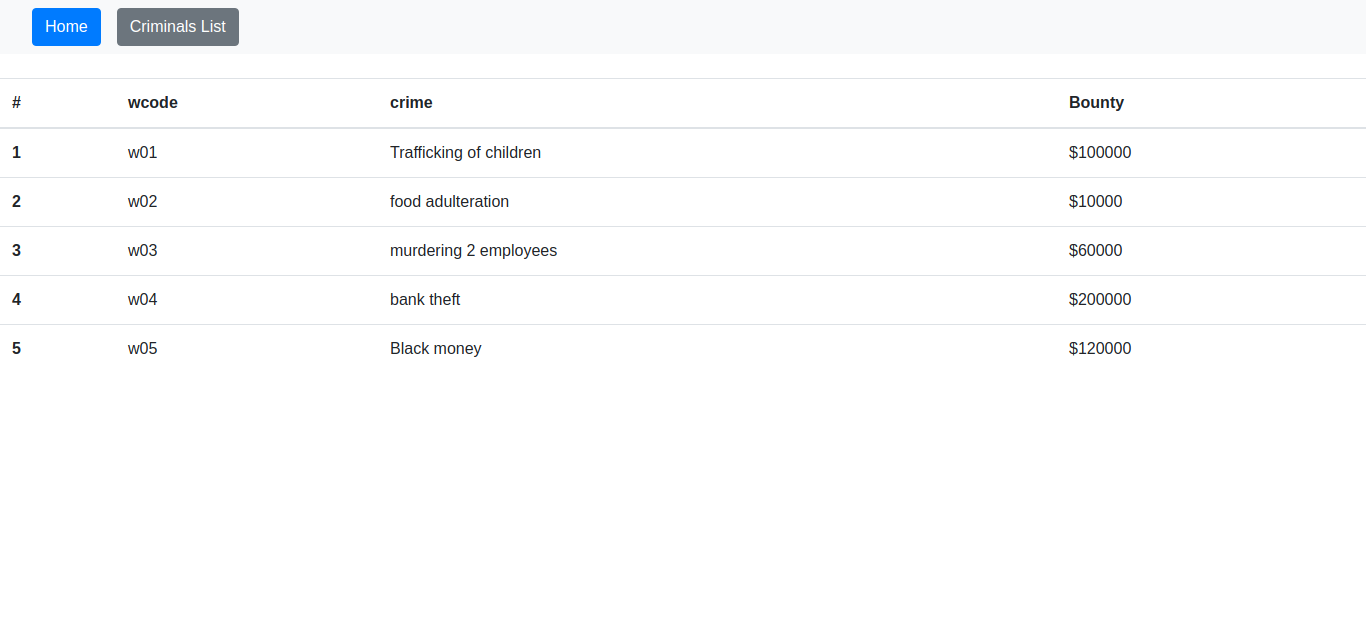 Home Criminals List
# wcode crime Bounty
1 w01 Trafficking of children $100000
2 w02 food adulteration $10000
3 w03 murdering 2 employees $60000
4 w04 bank theft $200000
5 w05 Black money $120000